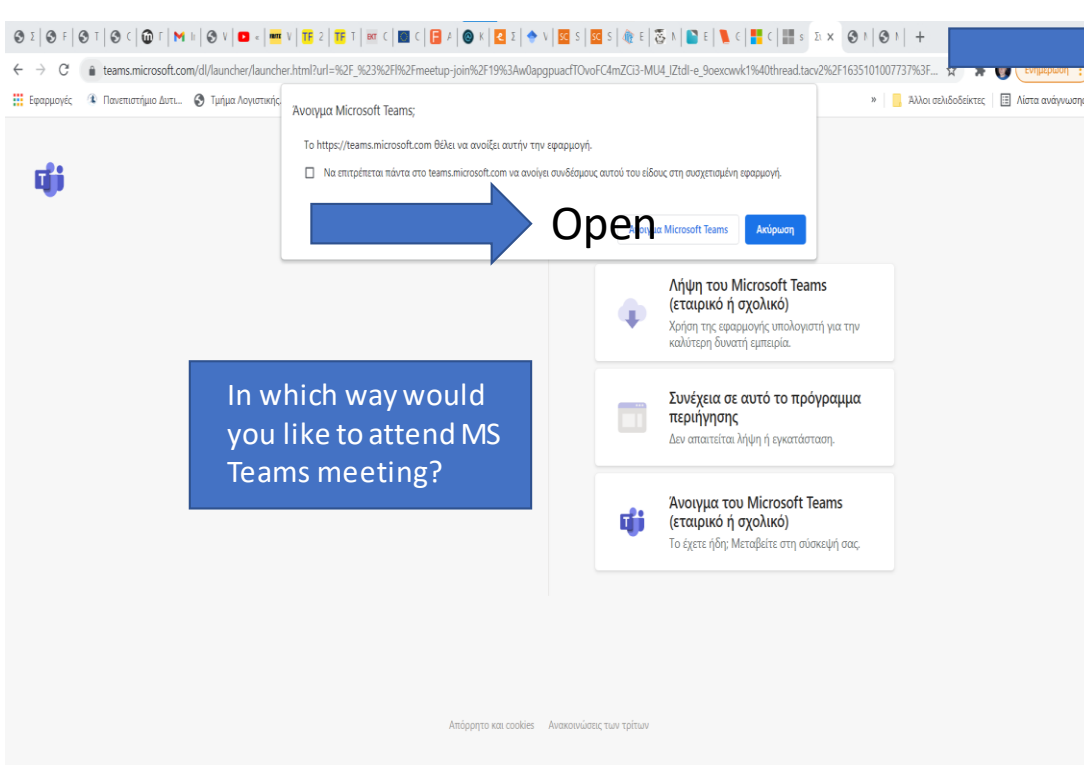 teams.microsoft.com/dl/launcher/launcher.html?url=%2F_%23%2Fl%2Fmeetup-join%2F19%3Aw0apgpuacfTOvoFC4mZCi3-MU4_IZtdl-e_9oexcwvk1%40thread.tacv2%2F1635101007737%3F...
Ενημέρωση
Εφαρμογές Πανεπιστήμιο Δυτι... Τμήμα Λογιστικής, » Άλλοι σελιδοδείκτες Λίστα ανάγνωσης
Άνοιγμα Microsoft Teams;
Το https://teams.microsoft.com θέλει να ανοίξει αυτήν την εφαρμογή.
Να επιτρέπεται πάντα στο teams.microsoft.com να ανοίγει συνδέσμους αυτού του είδους στη συσχετισμένη εφαρμογή.
Open
Άνοιγμα Microsoft Teams Ακύρωση
Λήψη του Microsoft Teams
(εταιρικό ή σχολικό)
Χρήση της εφαρμογής υπολογιστή για την
καλύτερη δυνατή εμπειρία.
In which way would
you like to attend MS
Teams meeting?
Συνέχεια σε αυτό το πρόγραμμα
περιήγησης
Δεν απαιτείται λήψη ή εγκατάσταση.
Άνοιγμα του Microsoft Teams
(εταιρικό ή σχολικό)
Το έχετε ήδη; Μεταβείτε στη σύσκεψή σας.
Απόρρητο και cookies Ανακοινώσεις των τρίτων